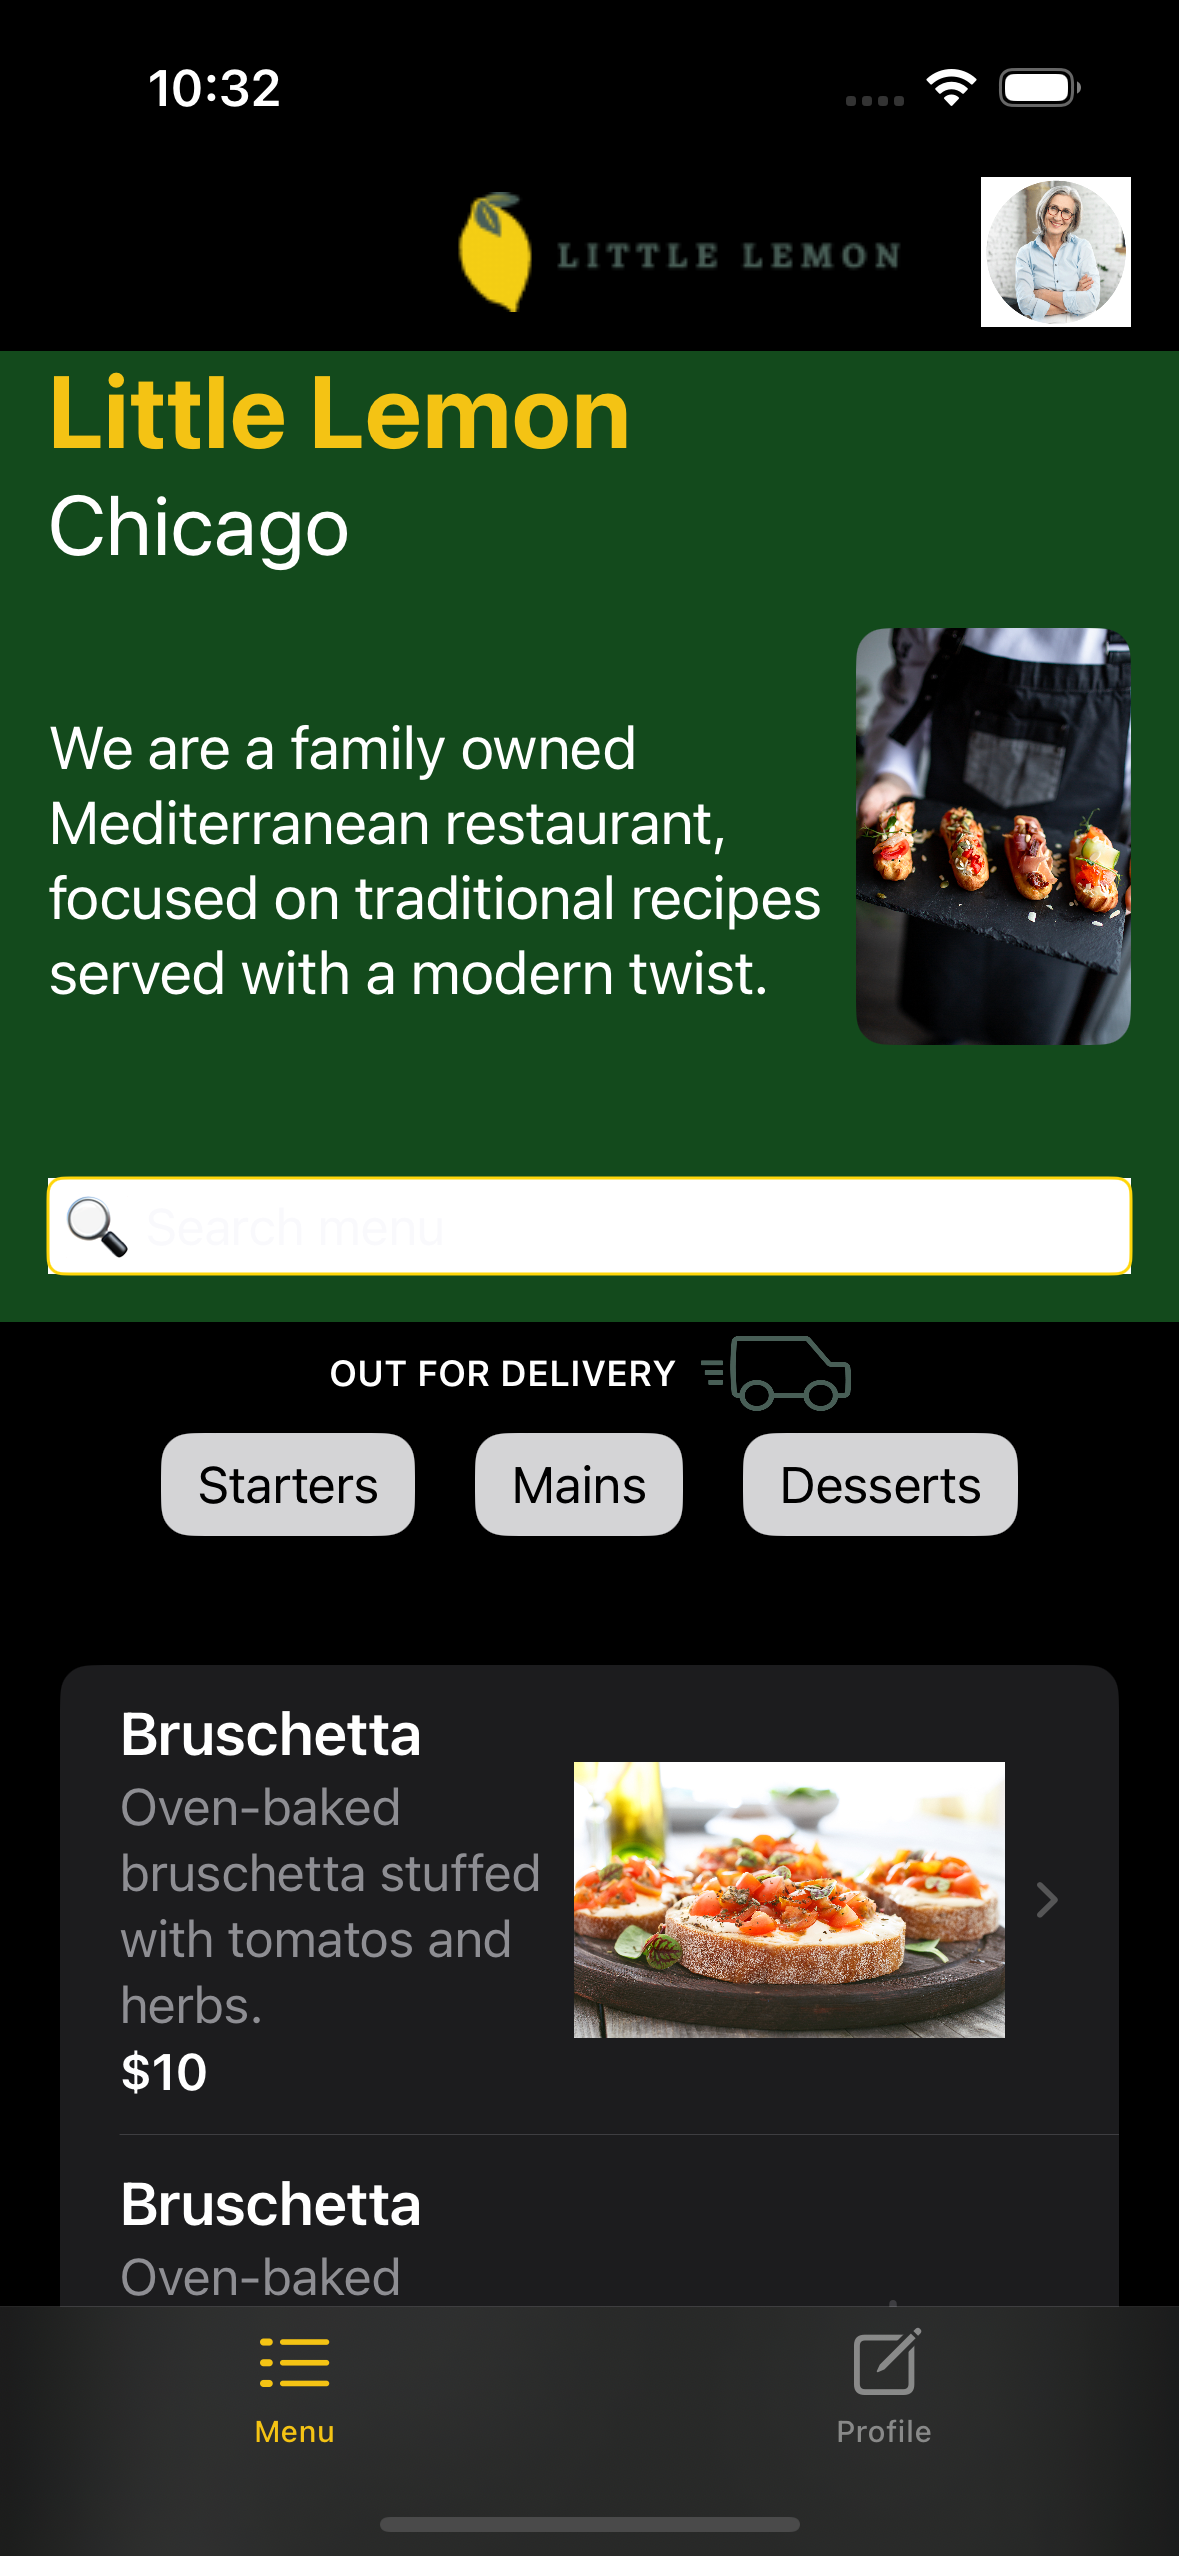 10:32
LITTLE LEMON
Little Lemon
Chicago
We are a family owned
Mediterranean restaurant,
focused on traditional recipes
served with a modern twist.
Search menu
OUT FOR DELIVERY
Starters
Mains
Desserts
Bruschetta
Oven-baked
bruschetta stuffed
with tomatos and
herbs.
$10
Bruschetta
Oven-baked
Menu
Profile